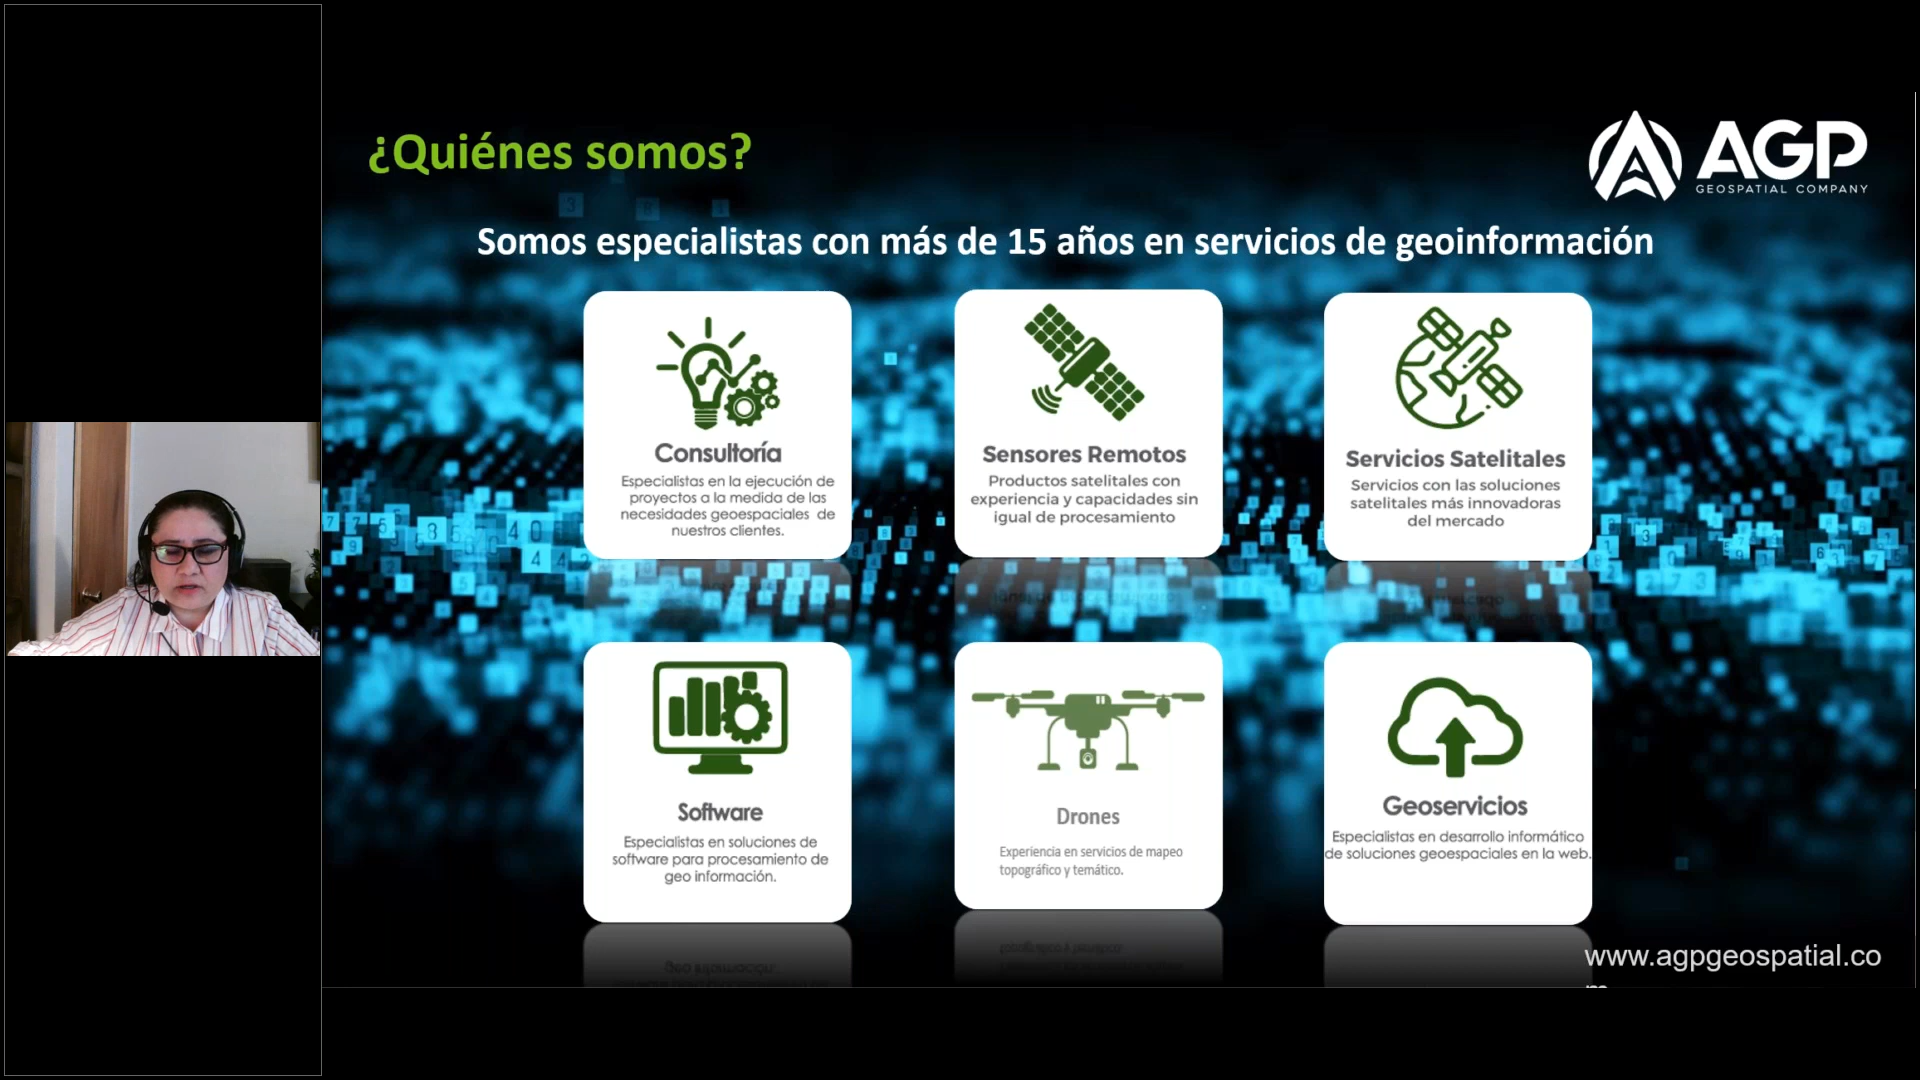 ¿Quiénes somos?
AGP
GEOSPATIAL COMPANY
Somos especialistas con más de 15 años en servicios de geoinformación
Consultoría
Especialistas en la ejecución de
proyectos a la medida de las
necesidades geoespaciales de
nuestros clientes.
Sensores Remotos
Productos satelitales con
experiencia y capacidades sin
igual de procesamiento
Servicios Satelitales
Servicios con las soluciones
satelitales más innovadoras
del mercado
Software
Especialistas en soluciones de
software para procesamiento de
geo información.
Drones
Experiencia en servicios de mapeo
topográfico y temático.
Geoservicios
Especialistas en desarrollo informático
de soluciones geoespaciales en la web.
www.agpgeospatial.co
m